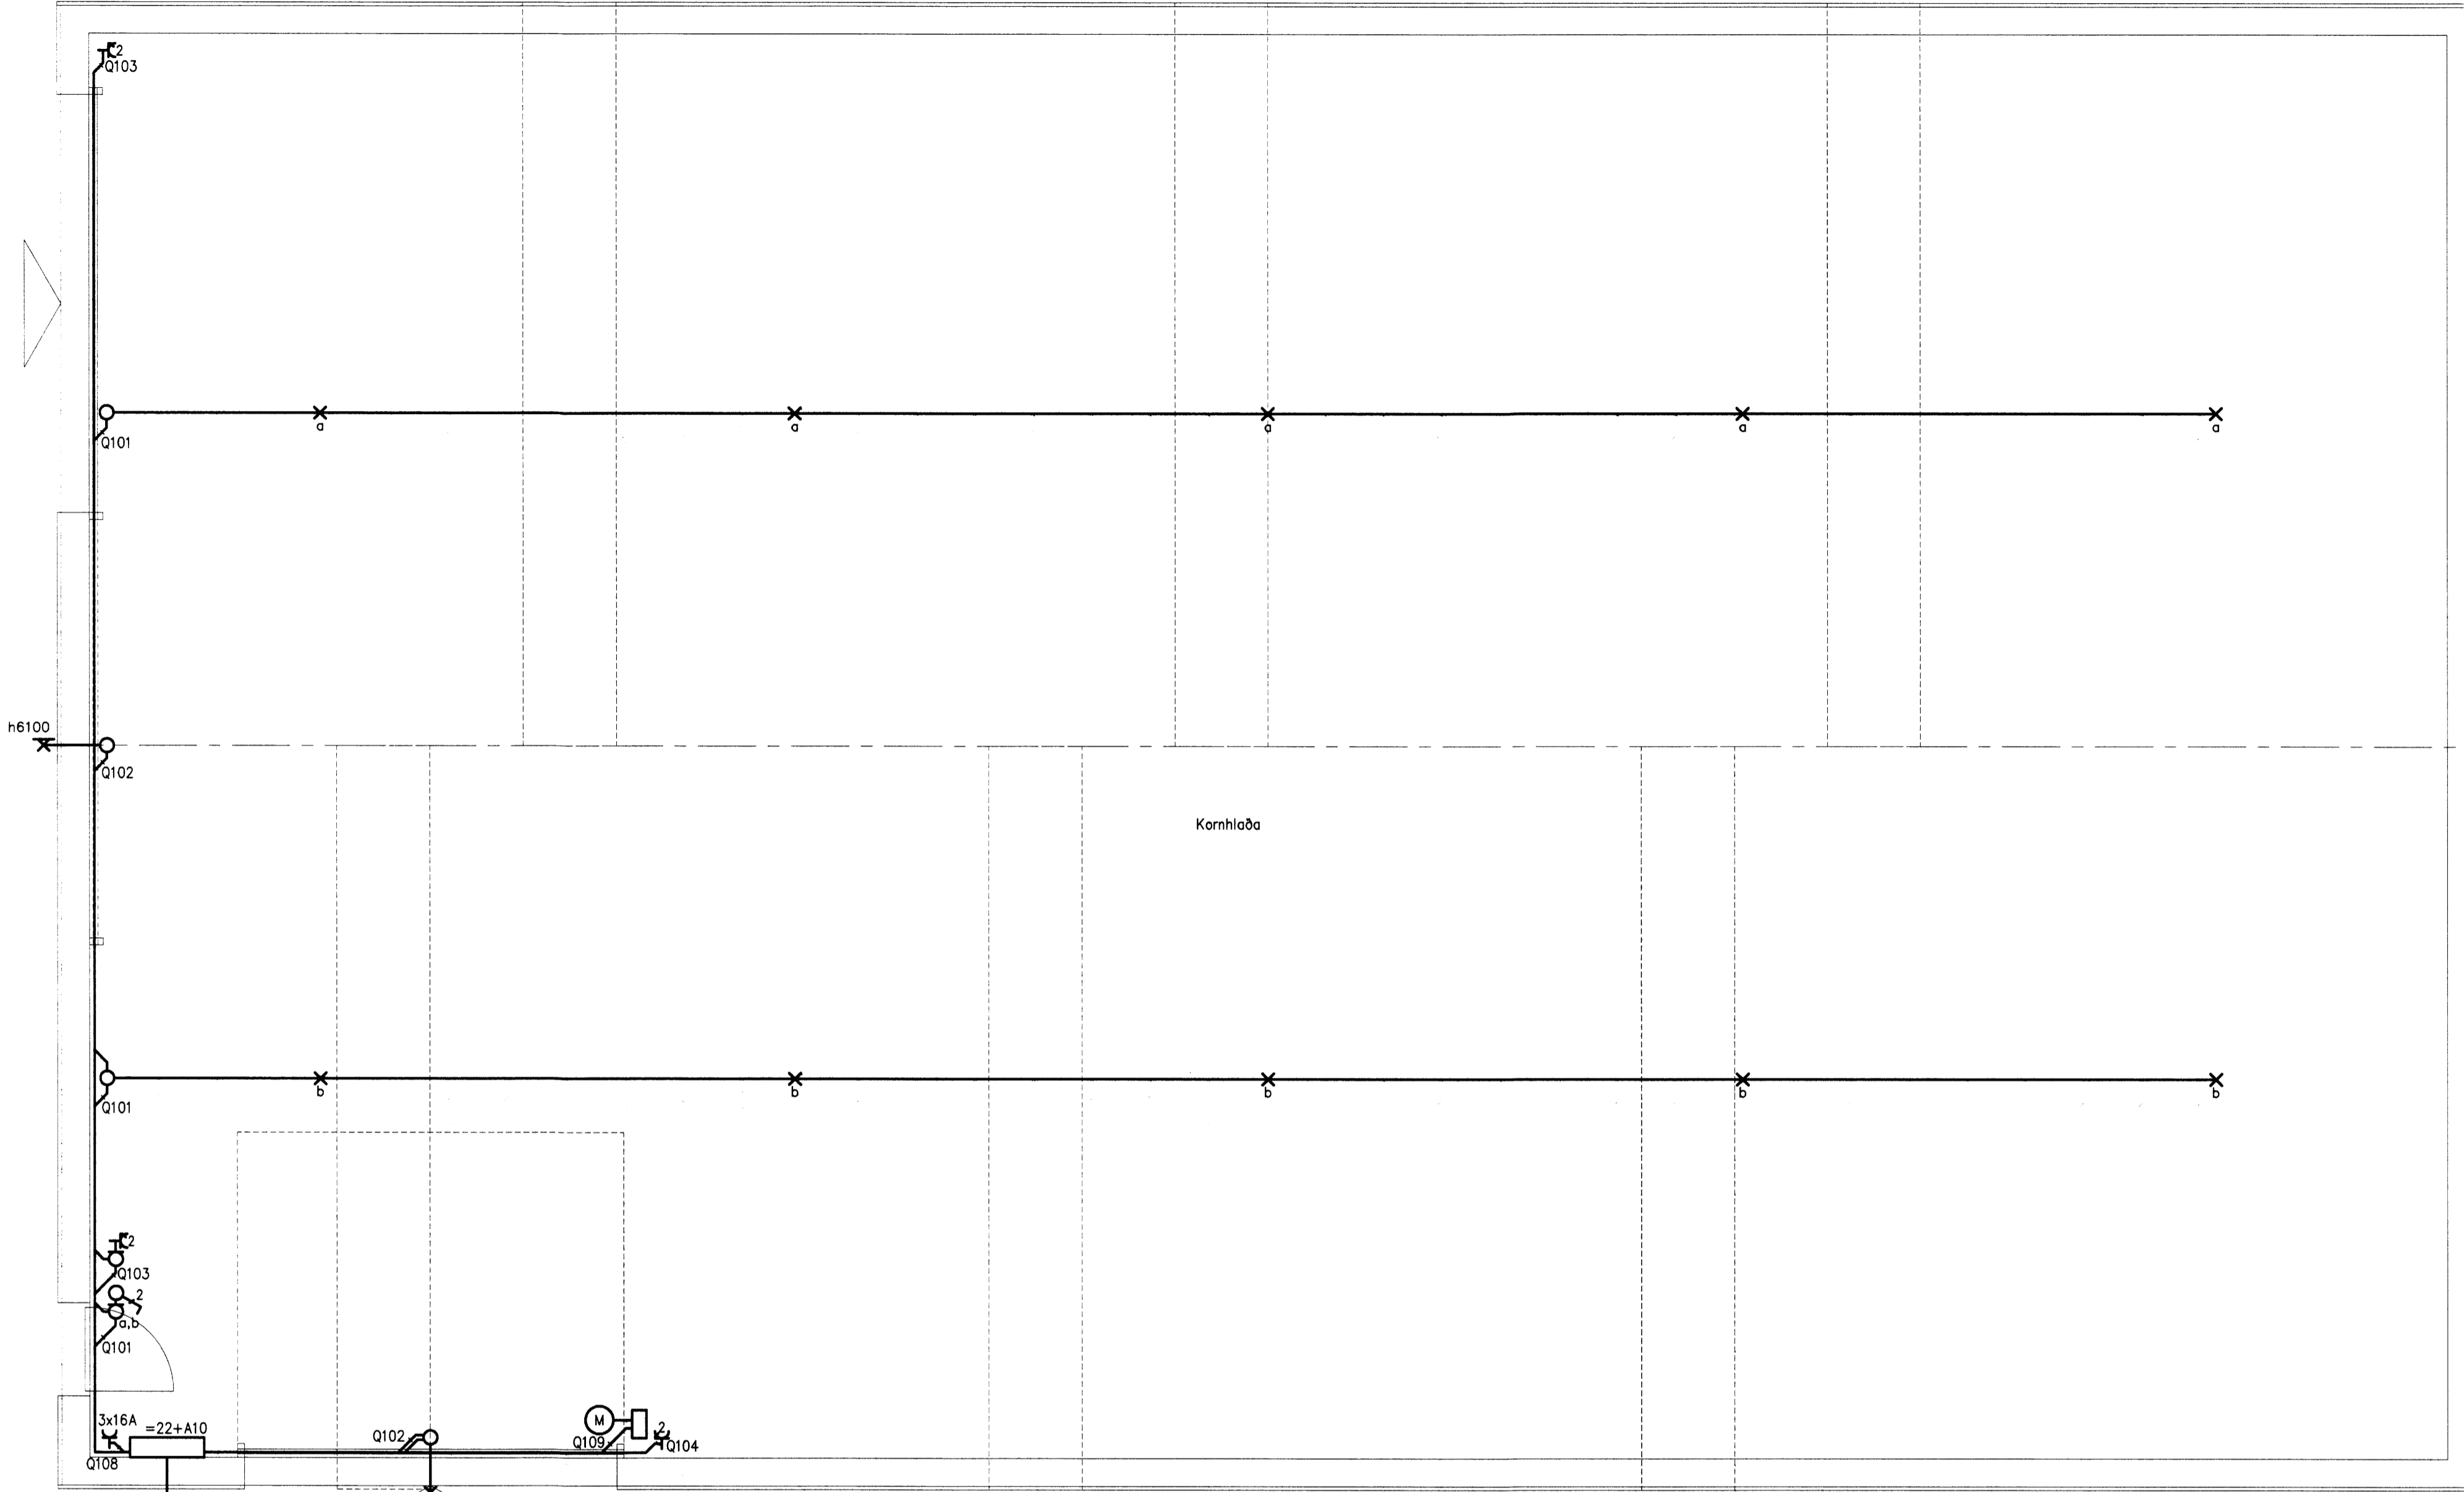 2
Q103
Q101
a
a
a
a
a
h6100
Q102
Kornhlaða
b
b
b
b
b
Q101
2
Q103
2
a,b
Q101
3x16A
=22+A10
Q108
Q102
M
Q109
2
Q104